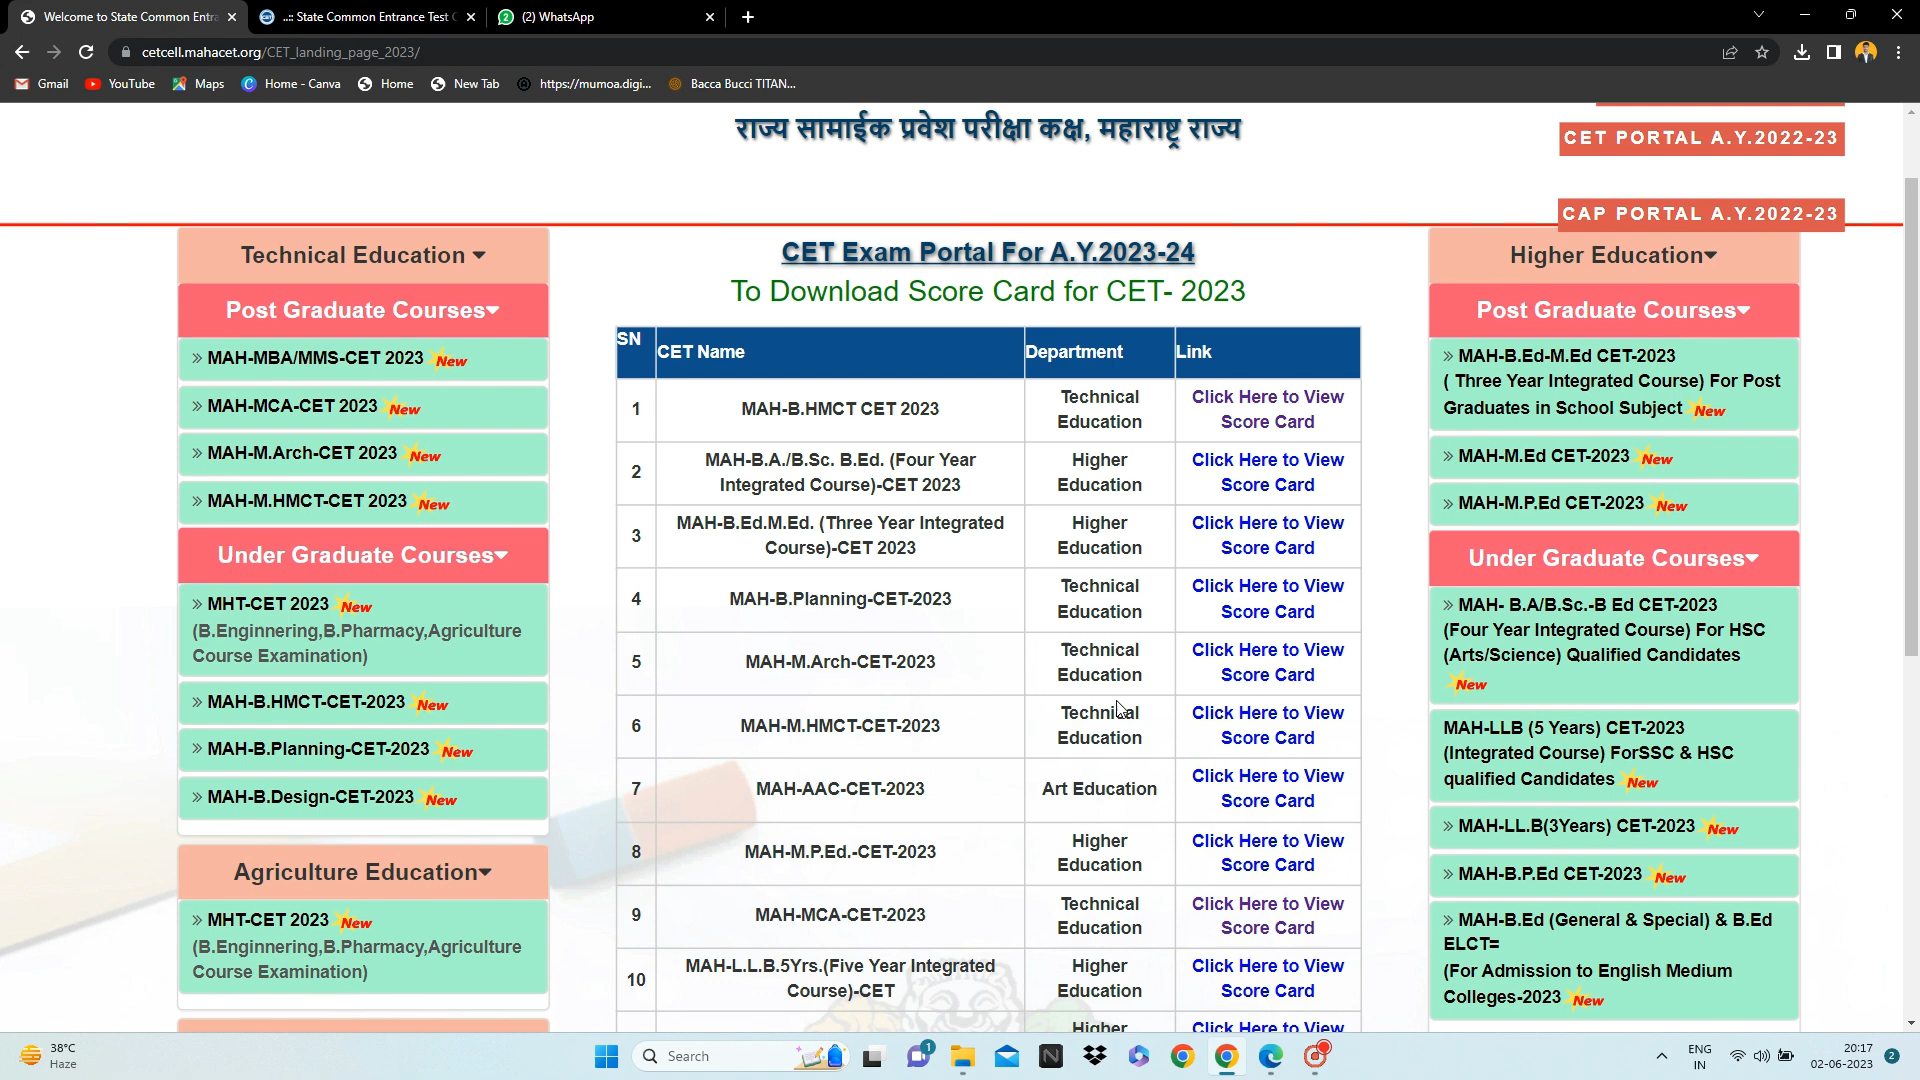 Welcome to State Common Entra
..:: State Common Entrance Test C
(2) WhatsApp
cetcell.mahacet.org/CET_landing_page_2023/
Gmail
YouTube
Maps
Home - Canva
Home
New Tab
https://mumoa.digi...
Bacca Bucci TITAN...
राज्य सामाईक प्रवेश परीक्षा कक्ष, महाराष्ट्र राज्य
CET PORTAL A.Y.2022-23
CAP PORTAL A.Y.2022-23
Technical Education
Post Graduate Courses
» MAH-MBA/MMS-CET 2023 New
» MAH-MCA-CET 2023 New
» MAH-M.Arch-CET 2023 New
» MAH-M.HMCT-CET 2023 New
Under Graduate Courses
» MHT-CET 2023 New
(B.Enginnering,B.Pharmacy,Agriculture
Course Examination)
» MAH-B.HMCT-CET-2023 New
» MAH-B.Planning-CET-2023 New
» MAH-B.Design-CET-2023 New
Agriculture Education
» MHT-CET 2023 New
(B.Enginnering,B.Pharmacy,Agriculture
Course Examination)
CET Exam Portal For A.Y.2023-24
To Download Score Card for CET- 2023
SN CET Name Department Link
1 MAH-B.HMCT CET 2023 Technical Education Click Here to View Score Card
2 MAH-B.A./B.Sc. B.Ed. (Four Year Integrated Course)-CET 2023 Higher Education Click Here to View Score Card
3 MAH-B.Ed.M.Ed. (Three Year Integrated Course)-CET 2023 Higher Education Click Here to View Score Card
4 MAH-B.Planning-CET-2023 Technical Education Click Here to View Score Card
5 MAH-M.Arch-CET-2023 Technical Education Click Here to View Score Card
6 MAH-M.HMCT-CET-2023 Technical Education Click Here to View Score Card
7 MAH-AAC-CET-2023 Art Education Click Here to View Score Card
8 MAH-M.P.Ed.-CET-2023 Higher Education Click Here to View Score Card
9 MAH-MCA-CET-2023 Technical Education Click Here to View Score Card
10 MAH-L.L.B.5Yrs.(Five Year Integrated Course)-CET Higher Education Click Here to View Score Card
Higher Click Here to View
Higher Education
Post Graduate Courses
» MAH-B.Ed-M.Ed CET-2023
( Three Year Integrated Course) For Post
Graduates in School Subject New
» MAH-M.Ed CET-2023 New
» MAH-M.P.Ed CET-2023 New
Under Graduate Courses
» MAH- B.A/B.Sc.-B Ed CET-2023
(Four Year Integrated Course) For HSC
(Arts/Science) Qualified Candidates
New
MAH-LLB (5 Years) CET-2023
(Integrated Course) ForSSC & HSC
qualified Candidates New
» MAH-LL.B(3Years) CET-2023 New
» MAH-B.P.Ed CET-2023 New
» MAH-B.Ed (General & Special) & B.Ed
ELCT=
(For Admission to English Medium
Colleges-2023 New
38°C
Haze
Search
1
ENG
IN
20:17
02-06-2023
2